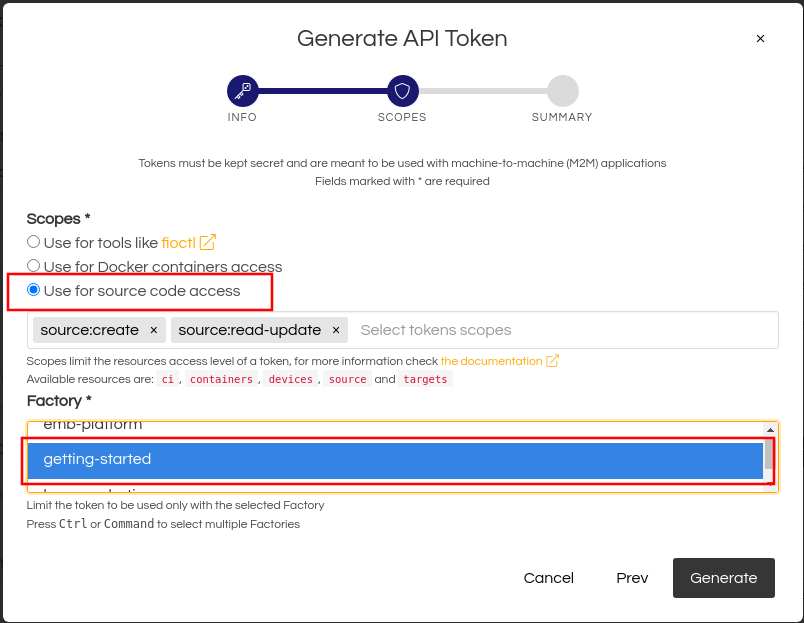 Generate API Token ×
INFO SCOPES SUMMARY
Tokens must be kept secret and are meant to be used with machine-to-machine (M2M) applications
Fields marked with * are required
Scopes *
Use for tools like fioctl
Use for Docker containers access
Use for source code access
source:create × source:read-update × Select tokens scopes
Scopes limit the resources access level of a token, for more information check the documentation
Available resources are: ci , containers , devices , source and targets
Factory *
emb-platform
getting-started
Limit the token to be used only with the selected Factory
Press Ctrl or Command to select multiple Factories
Cancel Prev Generate